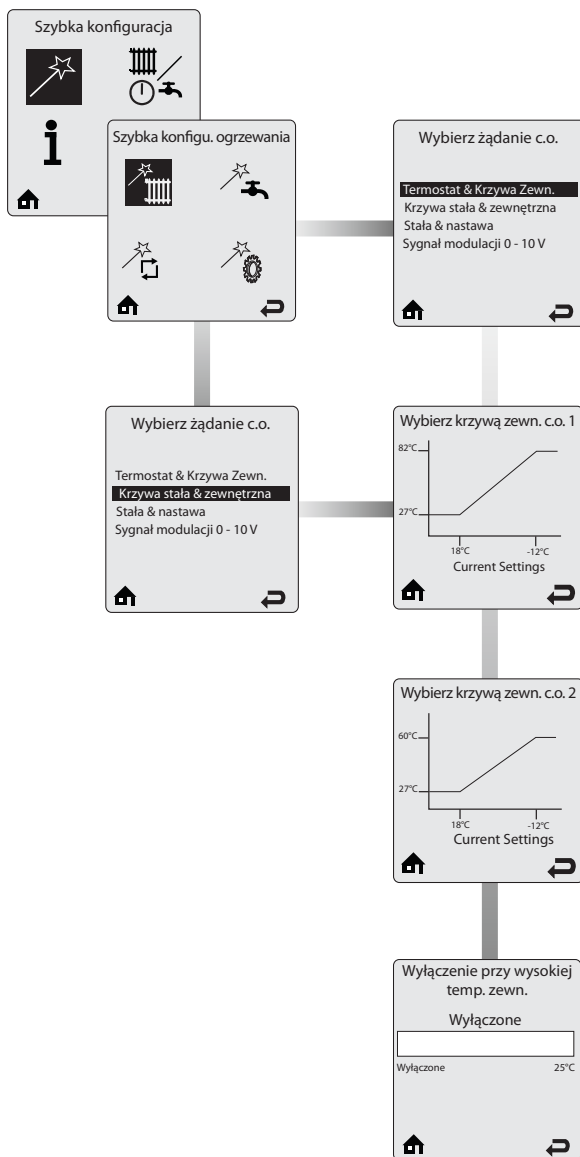 Szybka konfiguracja
Szybka konfigu. ogrzewania
Wybierz żądanie c.o.
Termostat & Krzywa Zewn.
Krzywa stała & zewnętrzna
Stała & nastawa
Sygnał modulacji 0 - 10 V
Wybierz żądanie c.o.
Termostat & Krzywa Zewn.
Krzywa stała & zewnętrzna
Stała & nastawa
Sygnał modulacji 0 - 10 V
Wybierz krzywą zewn. c.o. 1
82°C
27°C
18°C -12°C
Current Settings
Wybierz krzywą zewn. c.o. 2
60°C
27°C
18°C -12°C
Current Settings
Wyłączenie przy wysokiej
temp. zewn.
Wyłączone
Wyłączone 25°C